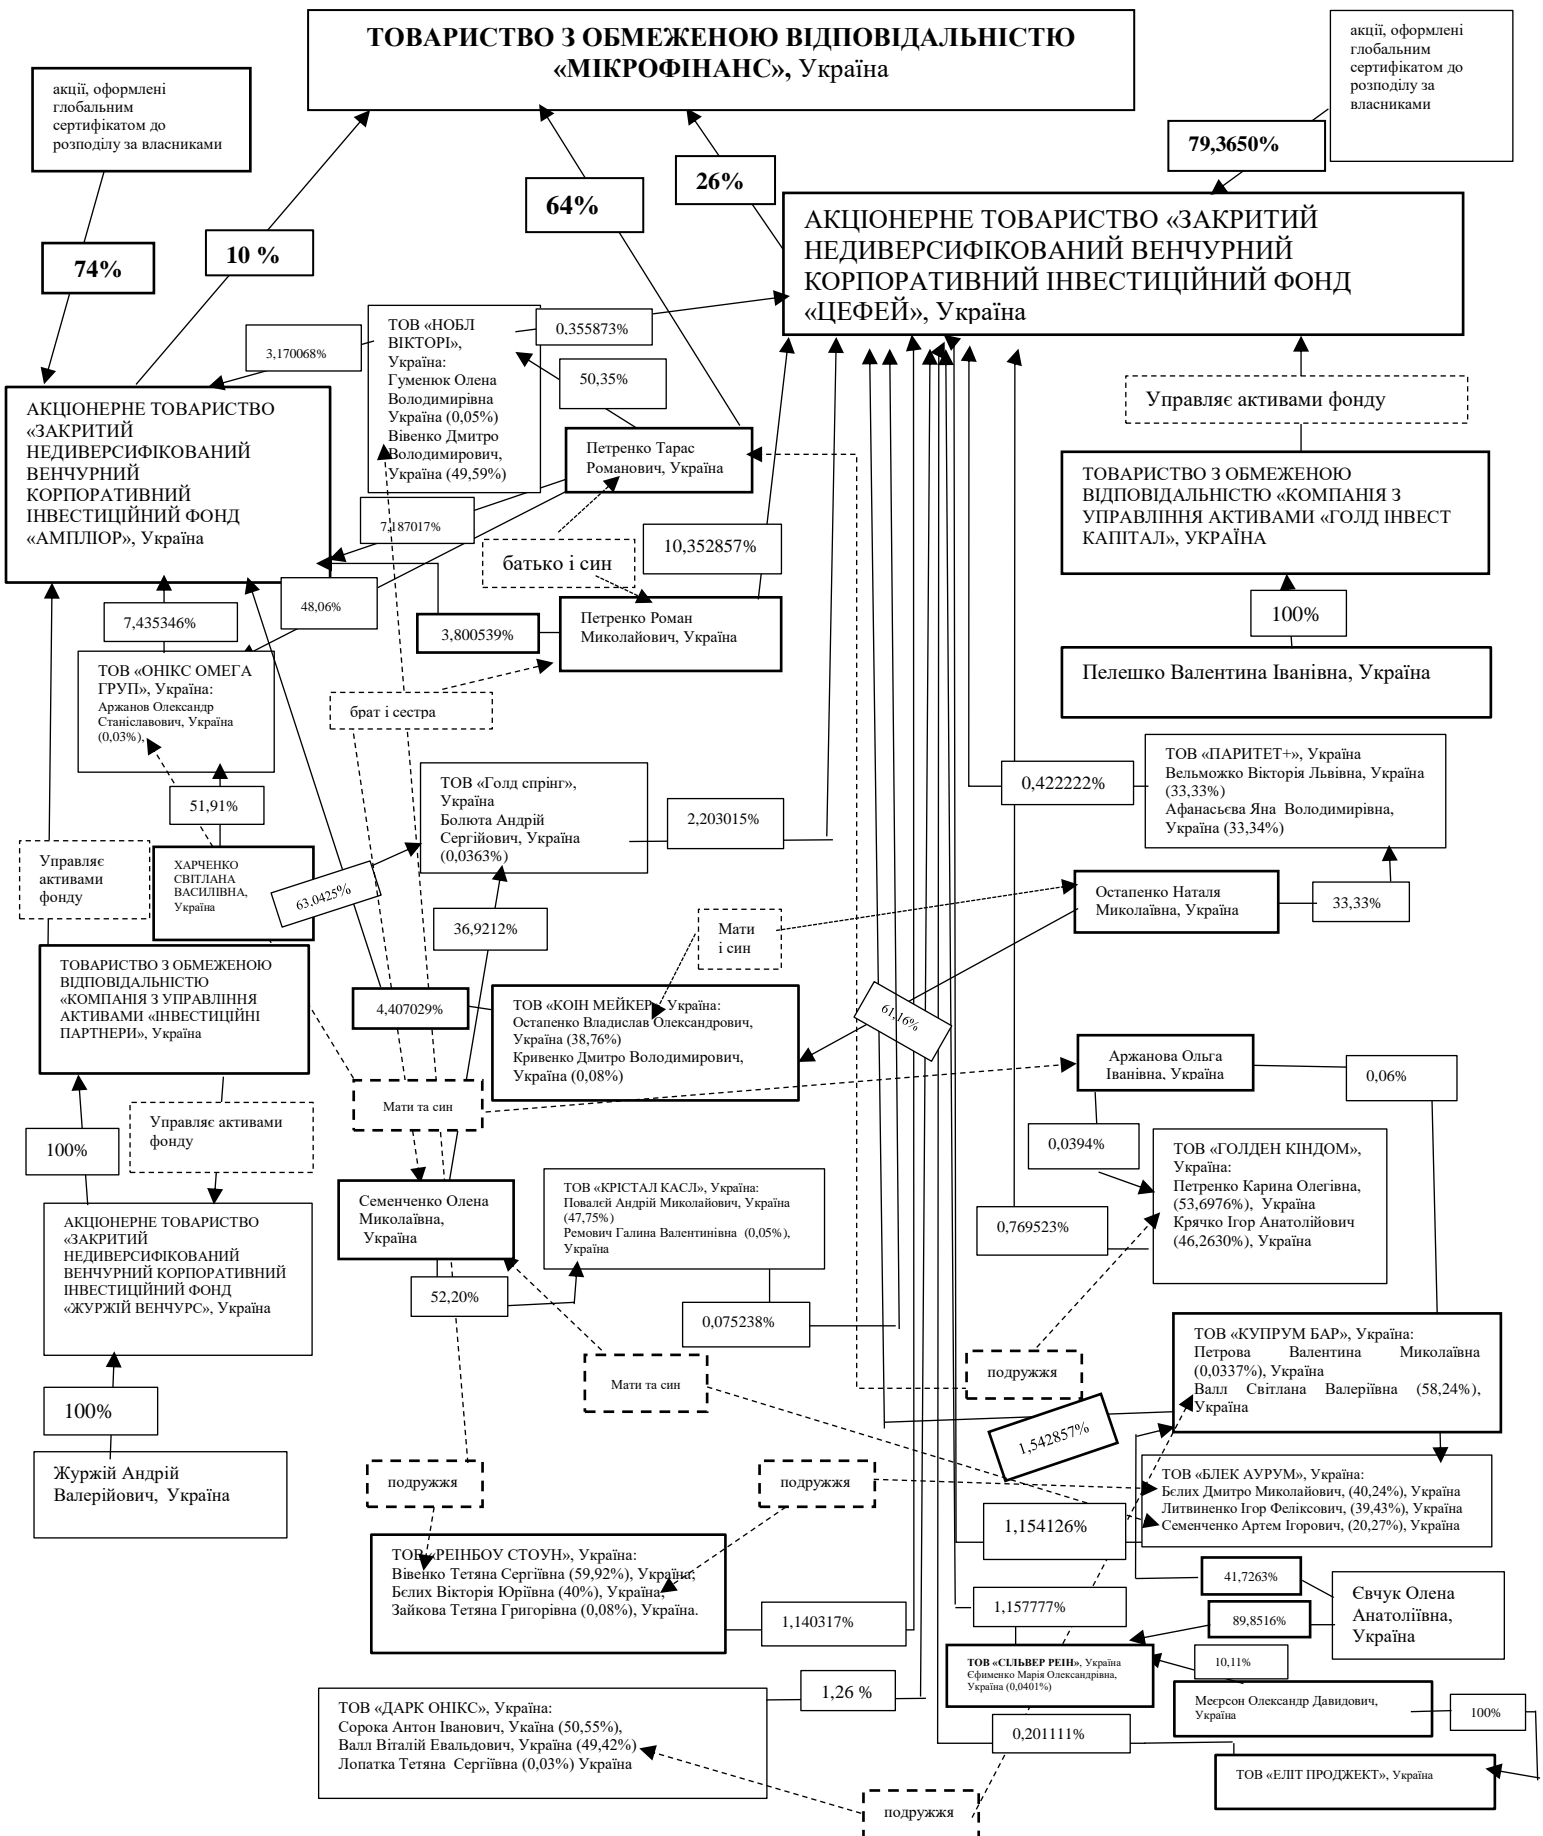 ТОВАРИСТВО З ОБМЕЖЕНОЮ ВІДПОВІДАЛЬНІСТЮ
«МІКРОФІНАНС», Україна
акції, оформлені
глобальним
сертифікатом до
розподілу за
власниками
акції, оформлені
глобальним
сертифікатом до
розподілу за власниками
79,3650%
26%
64%
10 %
74%
АКЦІОНЕРНЕ ТОВАРИСТВО «ЗАКРИТИЙ
НЕДИВЕРСИФІКОВАНИЙ ВЕНЧУРНИЙ
КОРПОРАТИВНИЙ ІНВЕСТИЦІЙНИЙ ФОНД
«ЦЕФЕЙ», Україна
ТОВ «НОБЛ
ВІКТОРІ»,
Україна:
Гуменюк Олена
Володимирівна
Україна (0,05%)
Вівенко Дмитро
Володимирович,
Україна (49,59%)
0,355873%
3,170068%
50,35%
АКЦІОНЕРНЕ ТОВАРИСТВО
«ЗАКРИТИЙ
НЕДИВЕРСИФІКОВАНИЙ
ВЕНЧУРНИЙ
КОРПОРАТИВНИЙ
ІНВЕСТИЦІЙНИЙ ФОНД
«АМПЛІОР», Україна
Управляє активами фонду
Петренко Тарас
Романович, Україна
ТОВАРИСТВО З ОБМЕЖЕНОЮ
ВІДПОВІДАЛЬНІСТЮ «КОМПАНІЯ З
УПРАВЛІННЯ АКТИВАМИ «ГОЛД ІНВЕСТ
КАПІТАЛ», УКРАЇНА
7,187017%
10,352857%
батько і син
48,06%
7,435346%
3,800539%
Петренко Роман
Миколайович, Україна
100%
Пелешко Валентина Іванівна, Україна
ТОВ «ОНІКС ОМЕГА
ГРУП», Україна:
Аржанов Олександр
Станіславович, Україна
(0,03%),
брат і сестра
ТОВ «Голд спрінг»,
Україна
Болюта Андрій
Сергійович, Україна
(0,0363%)
2,203015%
0,422222%
ТОВ «ПАРИТЕТ+», Україна
Вельможко Вікторія Львівна, Україна
(33,33%)
Афанасьєва Яна Володимирівна,
Україна (33,34%)
51,91%
Управляє
активами
фонду
ХАРЧЕНКО
СВІТЛАНА
ВАСИЛІВНА,
Україна
63,0425%
36,9212%
Мати
і син
Остапенко Наталя
Миколаївна, Україна
33,33%
ТОВАРИСТВО З ОБМЕЖЕНОЮ
ВІДПОВІДАЛЬНІСТЮ
«КОМПАНІЯ З УПРАВЛІННЯ
АКТИВАМИ «ІНВЕСТИЦІЙНІ
ПАРТНЕРИ», Україна
4,407029%
ТОВ «КОІН МЕЙКЕР», Україна:
Остапенко Владислав Олександрович,
Україна (38,76%)
Кривенко Дмитро Володимирович,
Україна (0,08%)
61,16%
Аржанова Ольга
Іванівна, Україна
0,06%
Мати та син
100%
Управляє активами
фонду
0,0394%
ТОВ «ГОЛДЕН КІНДОМ»,
Україна:
Петренко Карина Олегівна,
(53,6976%), Україна
Крячко Ігор Анатолійович
(46,2630%), Україна
Семенченко Олена
Миколаївна,
Україна
ТОВ «КРІСТАЛ КАСЛ», Україна:
Повалєй Андрій Миколайович, Україна
(47,75%)
Ремович Галина Валентинівна (0,05%),
Україна
0,769523%
АКЦІОНЕРНЕ ТОВАРИСТВО
«ЗАКРИТИЙ
НЕДИВЕРСИФІКОВАНИЙ
ВЕНЧУРНИЙ КОРПОРАТИВНИЙ
ІНВЕСТИЦІЙНИЙ ФОНД
«ЖУРЖІЙ ВЕНЧУРС», Україна
52,20%
0,075238%
ТОВ «КУПРУМ БАР», Україна:
Петрова Валентина Миколаївна
(0,0337%), Україна
Валл Світлана Валеріївна (58,24%),
Україна
Мати та син
подружжя
100%
1,542857%
Журжій Андрій
Валерійович, Україна
подружжя
подружжя
ТОВ «БЛЕК АУРУМ», Україна:
Бєлих Дмитро Миколайович, (40,24%), Україна
Литвиненко Ігор Феліксович, (39,43%), Україна
Семенченко Артем Ігорович, (20,27%), Україна
1,154126%
ТОВ «РЕІНБОУ СТОУН», Україна:
Вівенко Тетяна Сергіївна (59,92%), Україна;
Бєлих Вікторія Юріївна (40%), Україна,
Зайкова Тетяна Григорівна (0,08%), Україна.
41,7263%
Євчук Олена
Анатоліївна,
Україна
1,157777%
89,8516%
1,140317%
ТОВ «СІЛЬВЕР РЕІН», Україна
Єфименко Марія Олександрівна,
Україна (0,0401%)
10,11%
1,26 %
Меєрсон Олександр Давидович,
Україна
100%
ТОВ «ДАРК ОНІКС», Україна:
Сорока Антон Іванович, Укаїна (50,55%),
Валл Віталій Евальдович, Україна (49,42%)
Лопатка Тетяна Сергіївна (0,03%) Україна
0,201111%
ТОВ «ЕЛІТ ПРОДЖЕКТ», Україна
подружжя